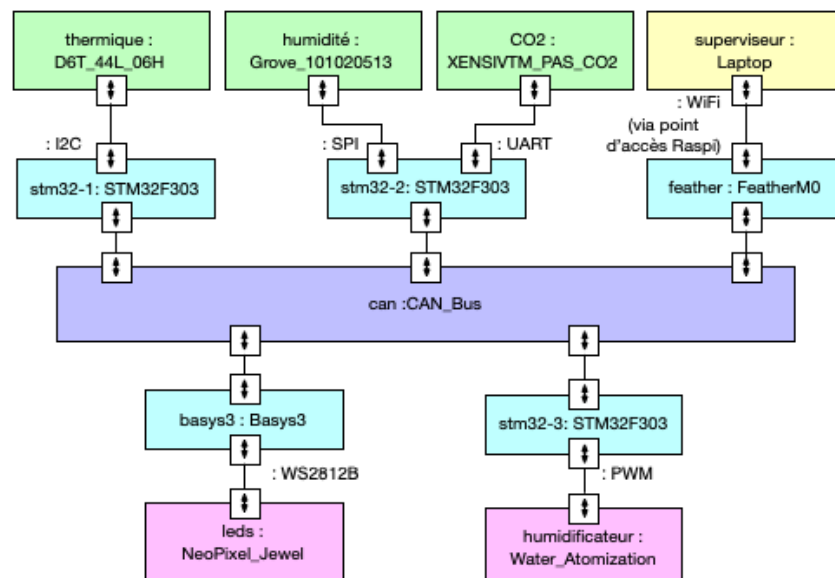 thermique :
D6T_44L_06H
humidité :
Grove_101020513
CO2 :
XENSIVTM_PAS_CO2
superviseur :
Laptop
: I2C
: SPI
: UART
: WiFi
(via point
d'accès Raspi)
stm32-1: STM32F303
stm32-2: STM32F303
feather : FeatherM0
can :CAN_Bus
basys3 : Basys3
stm32-3: STM32F303
: WS2812B
: PWM
leds :
NeoPixel_Jewel
humidificateur :
Water_Atomization